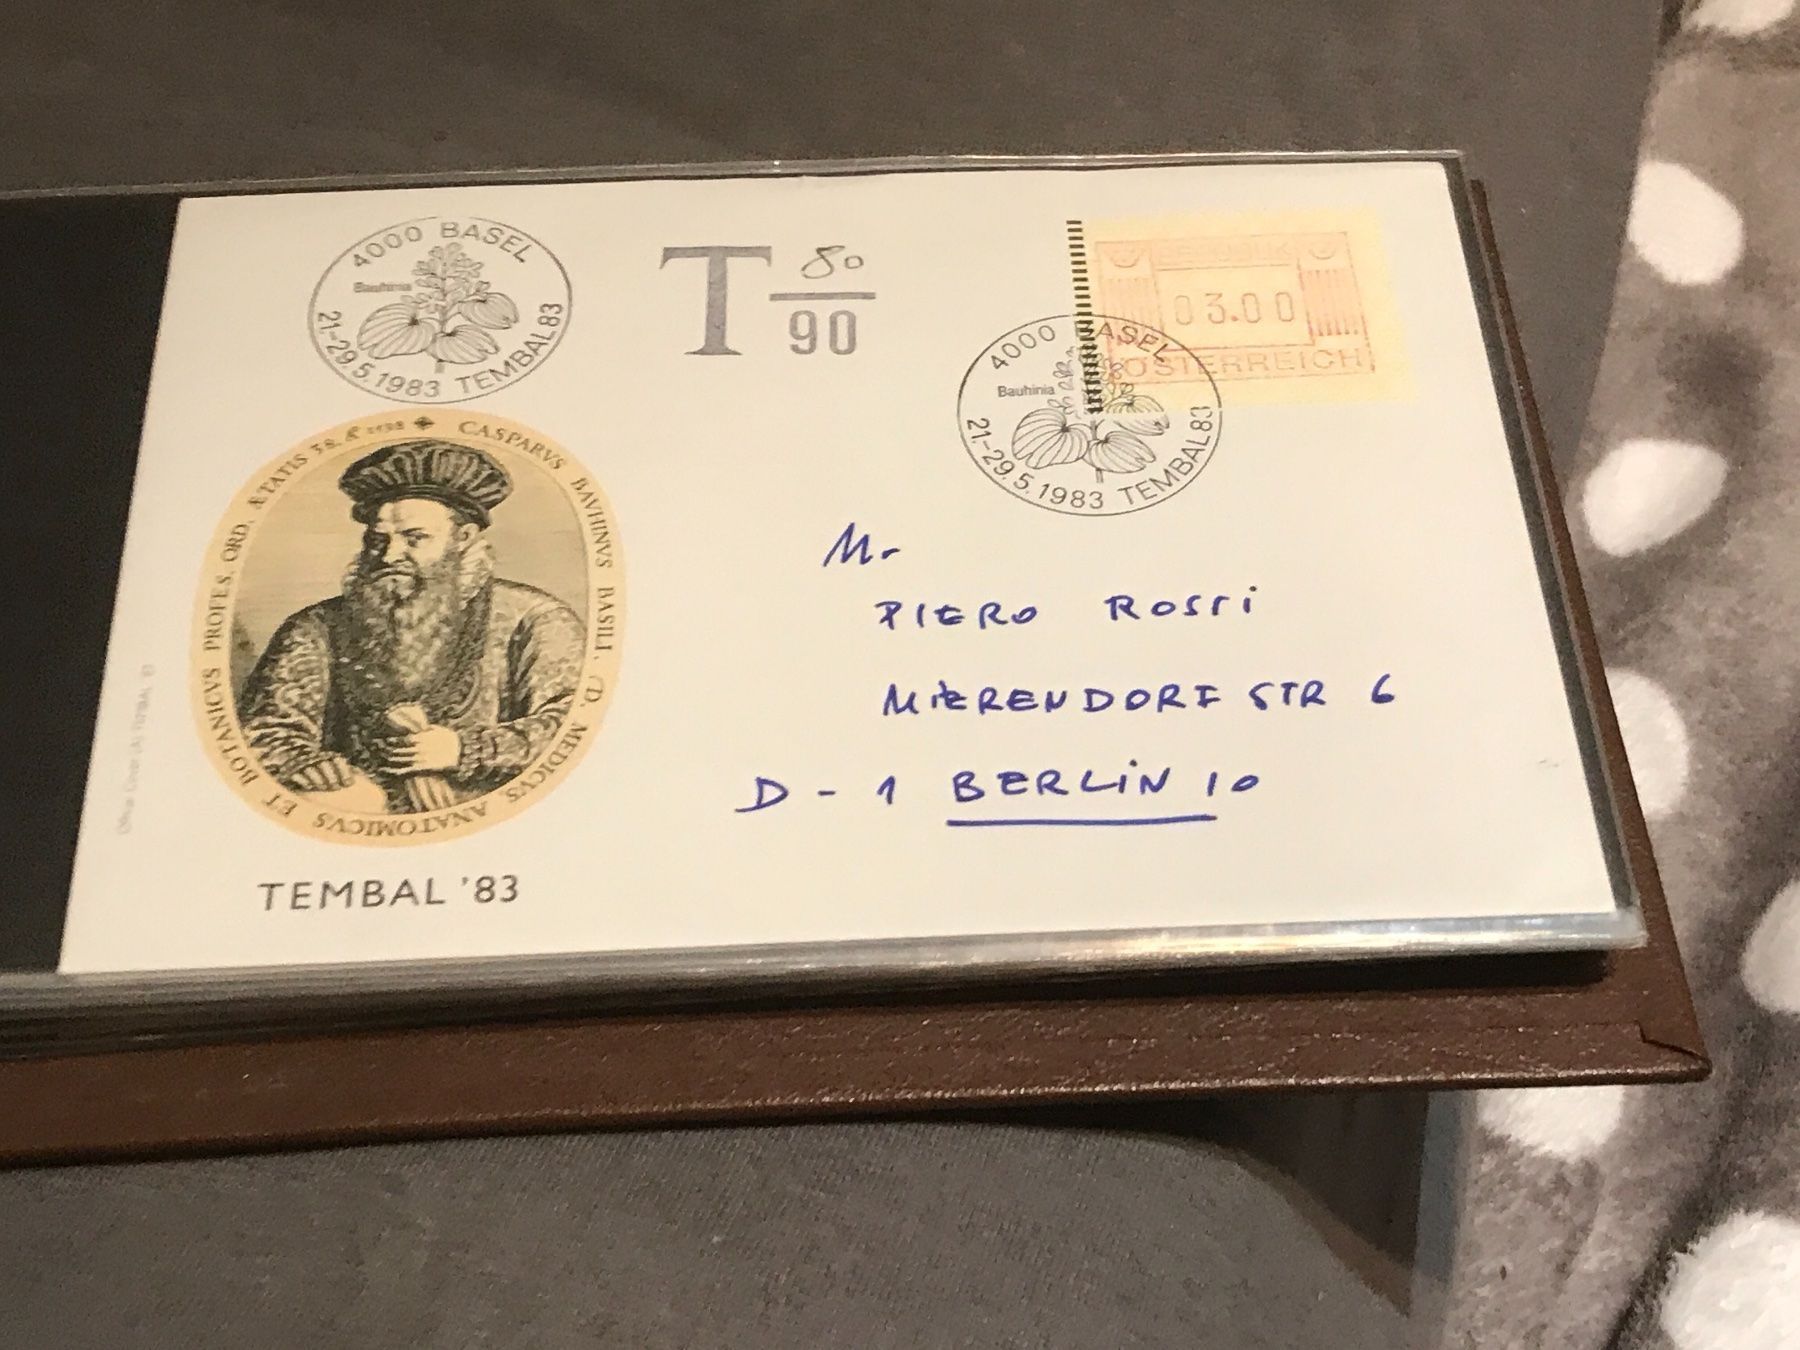 4000 BASEL
Bauhinia
21.-29.5.1983 TEMBAL 83
T 80
90
03.00
ÖSTERREICH
4000 BASEL
Bauhinia
21.-29.5.1983 TEMBAL 83
CASPARVS BAVHINVS BASILI. D. MEDICVS, ANATOMICVS ET BOTANICVS PROFES. ORD. ÆTATIS 38.
TEMBAL '83
Mr
PIERO ROSSI
MIERENDORF STR 6
D - 1 BERLIN 10